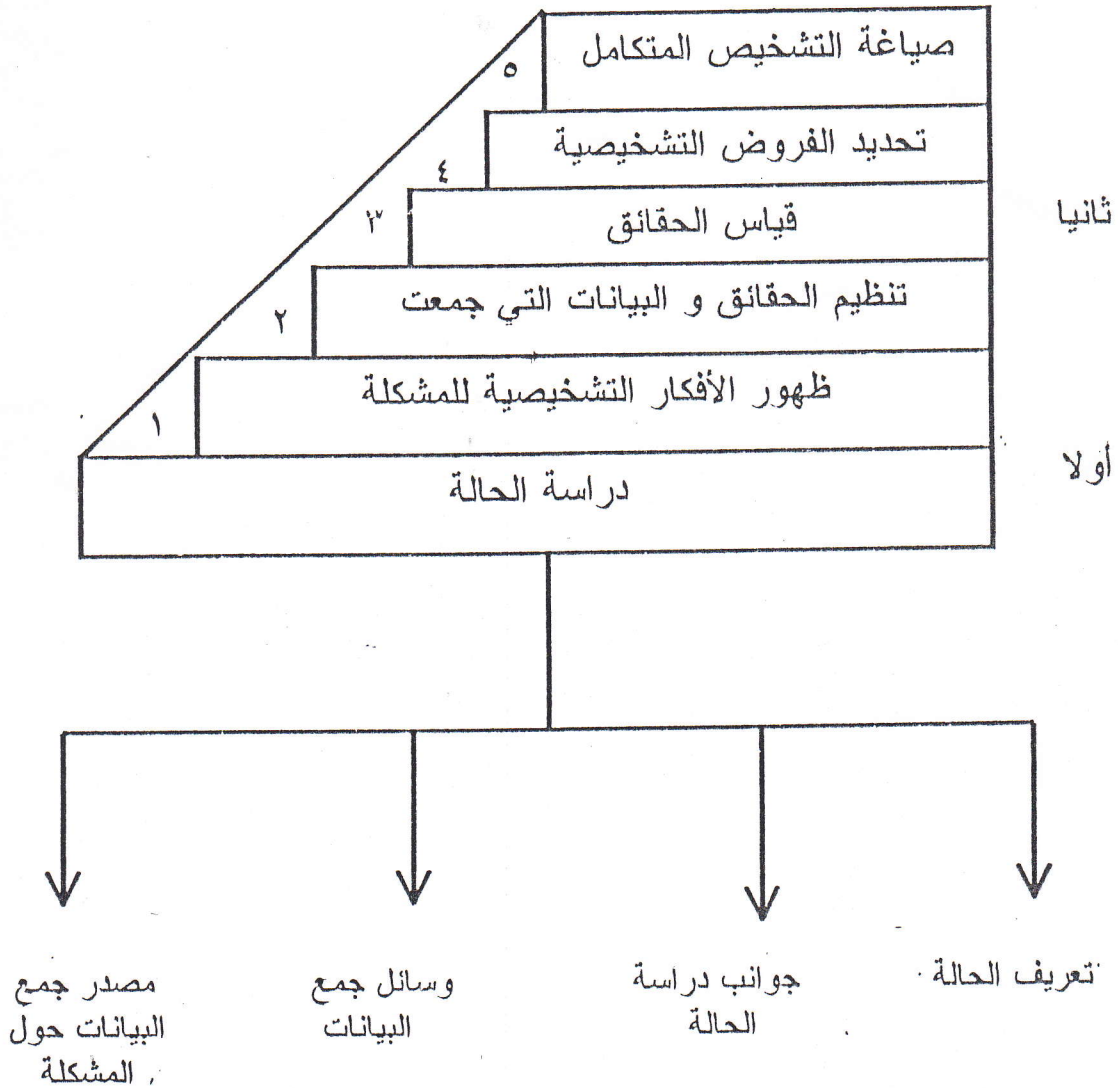 صياغة التشخيص المتكامل
٥
تحديد الفروض التشخيصية
٤
قياس الحقائق
٣
ثانيا
تنظيم الحقائق و البيانات التي جمعت
٢
ظهور الأفكار التشخيصية للمشكلة
١
أولا
دراسة الحالة
تعريف الحالة
جوانب دراسة
الحالة
وسائل جمع
البيانات
مصدر جمع
البيانات حول
المشكلة